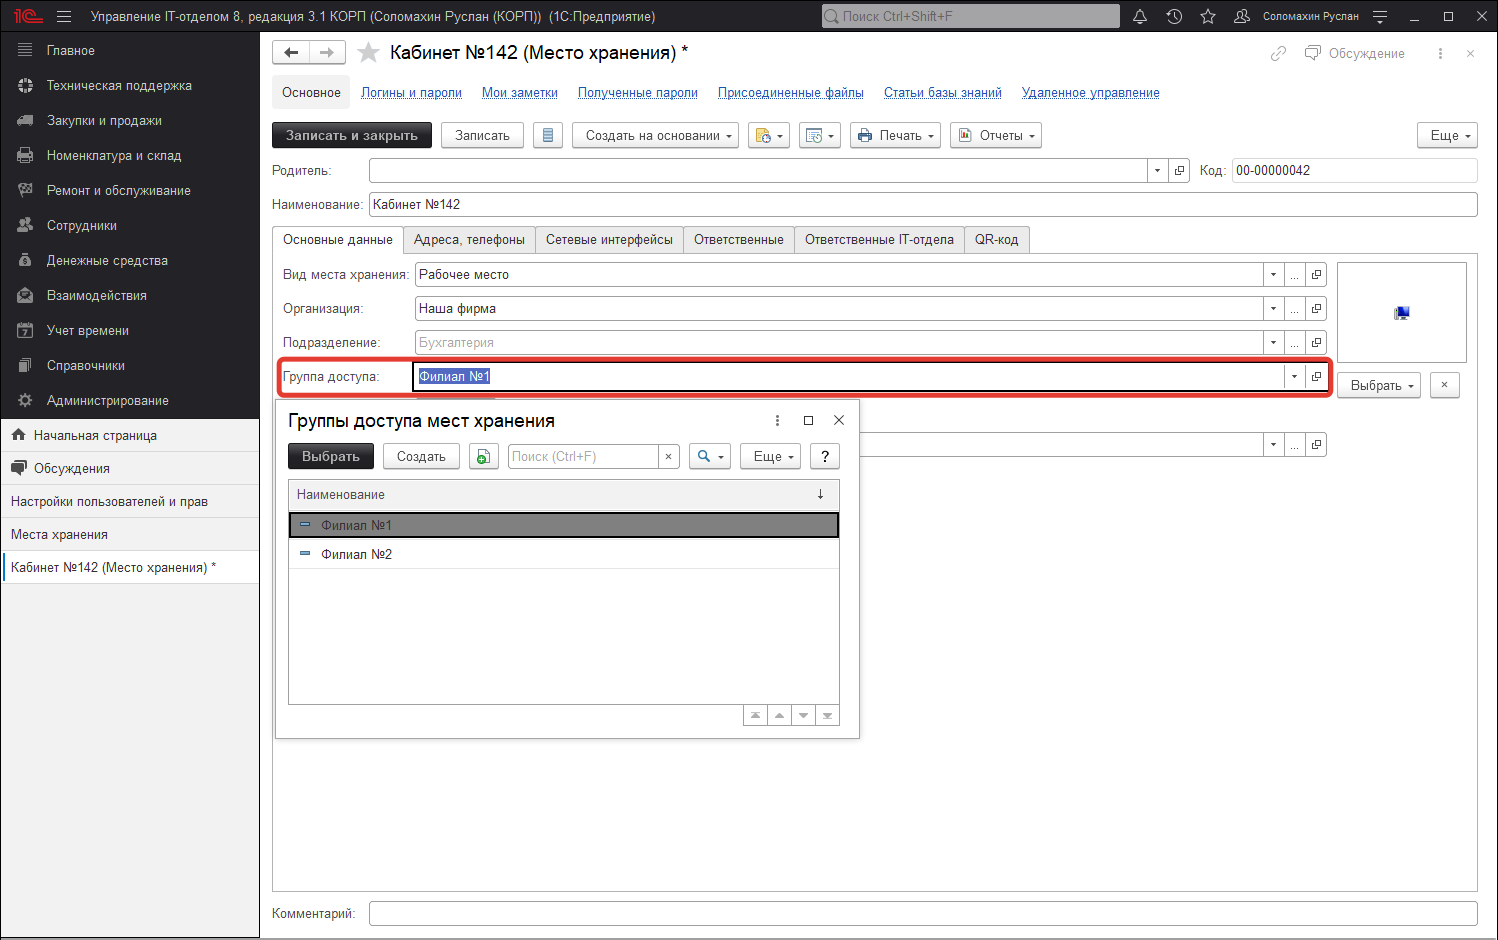 1С Управление IT-отделом 8, редакция 3.1 КОРП (Соломахин Руслан (КОРП)) (1С:Предприятие) Поиск Ctrl+Shift+F Соломахин Руслан
Главное
Техническая поддержка
Закупки и продажи
Номенклатура и склад
Ремонт и обслуживание
Сотрудники
Денежные средства
Взаимодействия
Учет времени
Справочники
Администрирование
Начальная страница
Обсуждения
Настройки пользователей и прав
Места хранения
Кабинет №142 (Место хранения) *
Кабинет №142 (Место хранения) * Обсуждение
Основное Логины и пароли Мои заметки Полученные пароли Присоединенные файлы Статьи базы знаний Удаленное управление
Записать и закрыть Записать Создать на основании Печать Отчеты Еще
Родитель: Код: 00-00000042
Наименование: Кабинет №142
Основные данные Адреса, телефоны Сетевые интерфейсы Ответственные Ответственные IT-отдела QR-код
Вид места хранения: Рабочее место ...
Организация: Наша фирма ...
Подразделение: Бухгалтерия ...
Группа доступа: Филиал №1
Выбрать ×
...
Группы доступа мест хранения
Выбрать Создать Поиск (Ctrl+F) × Еще ?
Наименование ↓
Филиал №1
Филиал №2
Комментарий: